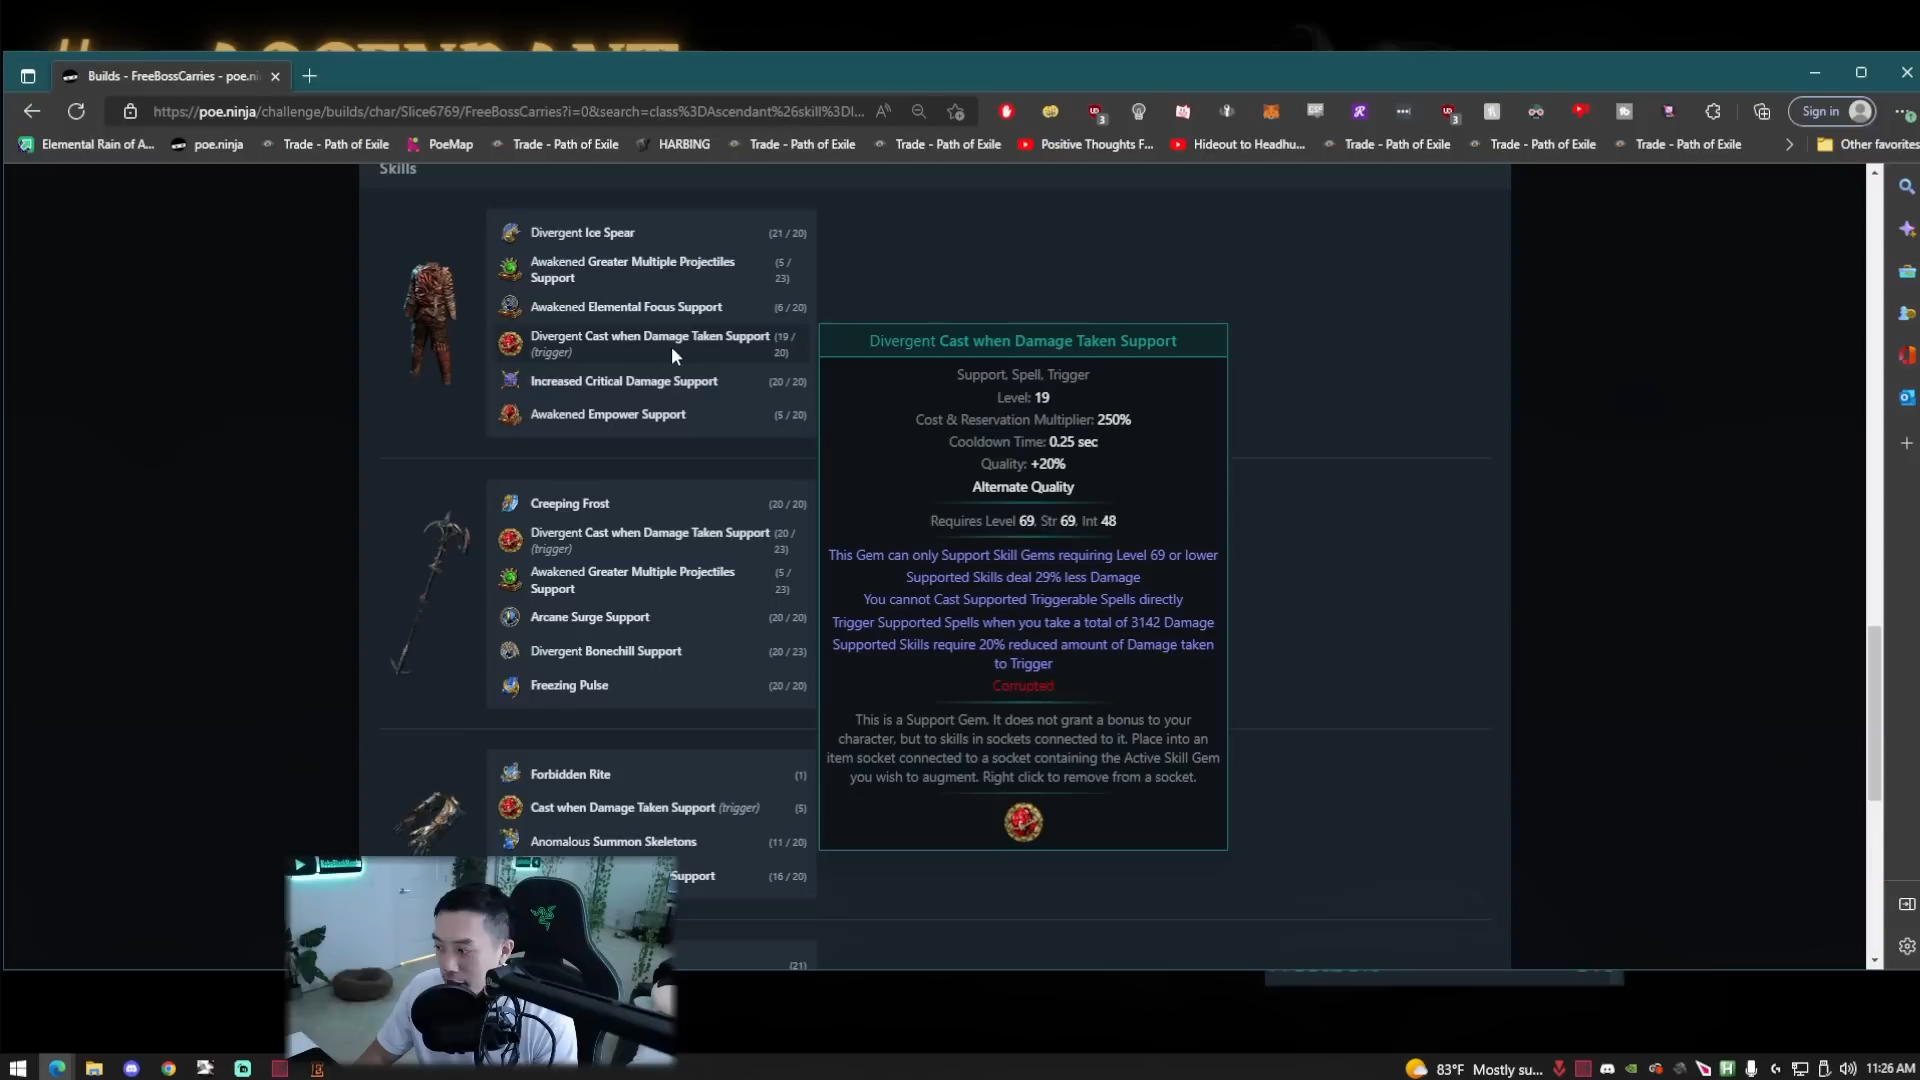 Builds - FreeBossCarries - poe.ni
https://poe.ninja/challenge/builds/char/Slice6769/FreeBossCarries?i=0&search=class%3DAscendant%26skill%3DI...
Sign in
Elemental Rain of A...
poe.ninja
Trade - Path of Exile
PoeMap
Trade - Path of Exile
HARBING
Trade - Path of Exile
Trade - Path of Exile
Positive Thoughts F...
Hideout to Headhu...
Trade - Path of Exile
Trade - Path of Exile
Trade - Path of Exile
Other favorites
Skills
Divergent Ice Spear (21 / 20)
Awakened Greater Multiple Projectiles (5 /
Support 23)
Awakened Elemental Focus Support (6 / 20)
Divergent Cast when Damage Taken Support (19 /
(trigger) 20)
Increased Critical Damage Support (20 / 20)
Awakened Empower Support (5 / 20)
Creeping Frost (20 / 20)
Divergent Cast when Damage Taken Support (20 /
(trigger) 23)
Awakened Greater Multiple Projectiles (5 /
Support 23)
Arcane Surge Support (20 / 20)
Divergent Bonechill Support (20 / 23)
Freezing Pulse (20 / 20)
Forbidden Rite (1)
Cast when Damage Taken Support (trigger) (5)
Anomalous Summon Skeletons (11 / 20)
Support (16 / 20)
(21)
Divergent Cast when Damage Taken Support
Support, Spell, Trigger
Level: 19
Cost & Reservation Multiplier: 250%
Cooldown Time: 0.25 sec
Quality: +20%
Alternate Quality
Requires Level 69, Str 69, Int 48
This Gem can only Support Skill Gems requiring Level 69 or lower
Supported Skills deal 29% less Damage
You cannot Cast Supported Triggerable Spells directly
Trigger Supported Spells when you take a total of 3142 Damage
Supported Skills require 20% reduced amount of Damage taken
to Trigger
Corrupted
This is a Support Gem. It does not grant a bonus to your
character, but to skills in sockets connected to it. Place into an
item socket connected to a socket containing the Active Skill Gem
you wish to augment. Right click to remove from a socket.
83°F Mostly su...
11:26 AM